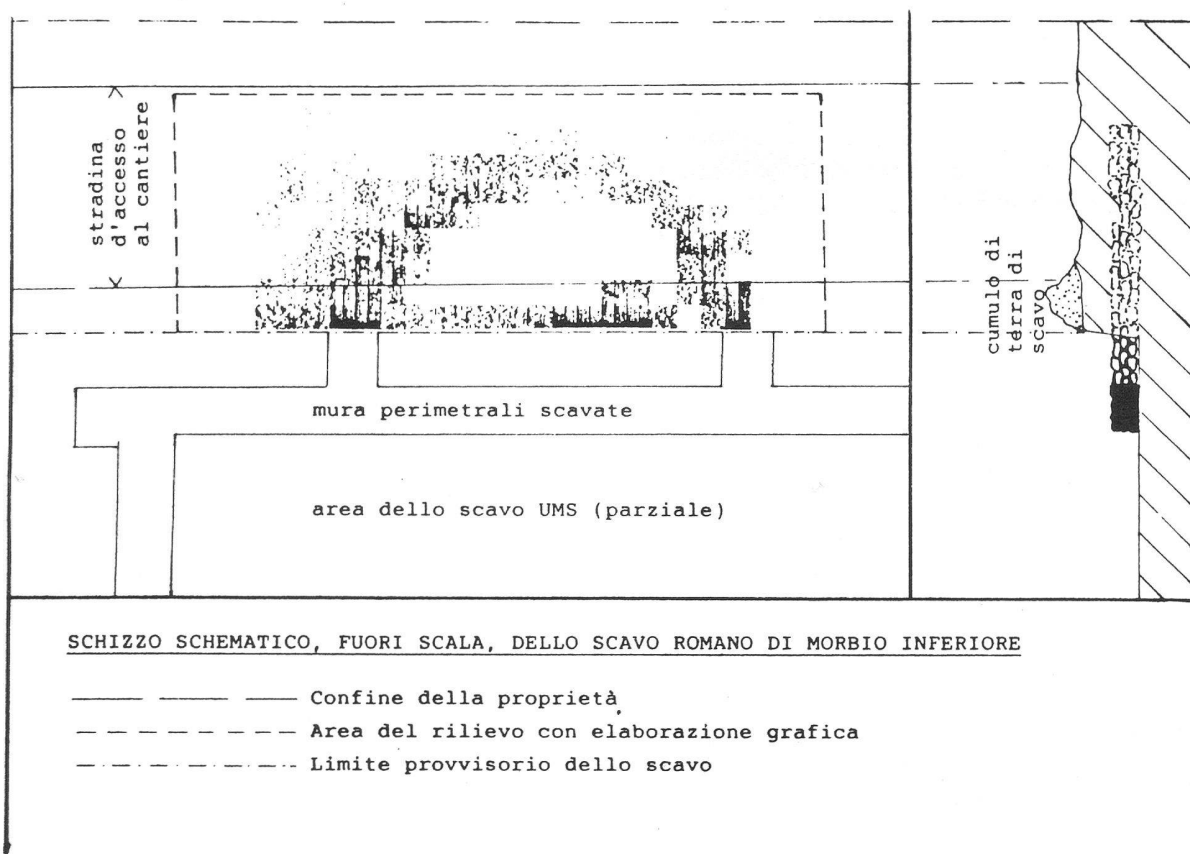 stradina
d'accesso
al cantiere
cumulo di
terra di
scavo
mura perimetrali scavate
area dello scavo UMS (parziale)
SCHIZZO SCHEMATICO, FUORI SCALA, DELLO SCAVO ROMANO DI MORBIO INFERIORE
Confine della proprietà
Area del rilievo con elaborazione grafica
Limite provvisorio dello scavo